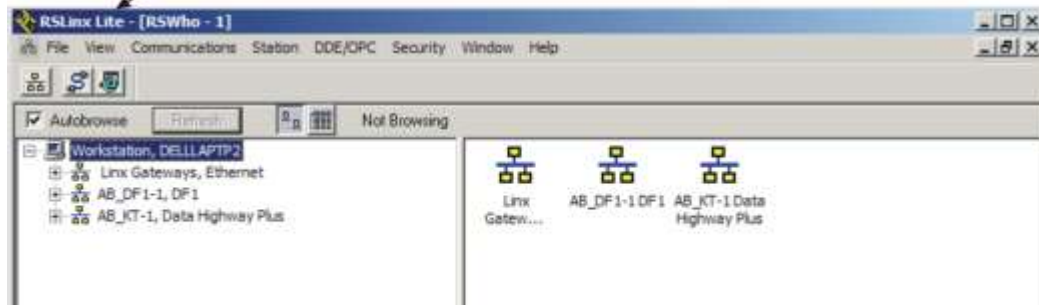 RSLinx Lite - [RSWho - 1]
File View Communications Station DDE/OPC Security Window Help
Autobrowse Refresh Not Browsing
Workstation, DELLLAPTP2
Linx Gateways, Ethernet
AB_DF1-1, DF1
AB_KT-1, Data Highway Plus
Linx
Gatew...
AB_DF1-1 DF1
AB_KT-1 Data
Highway Plus